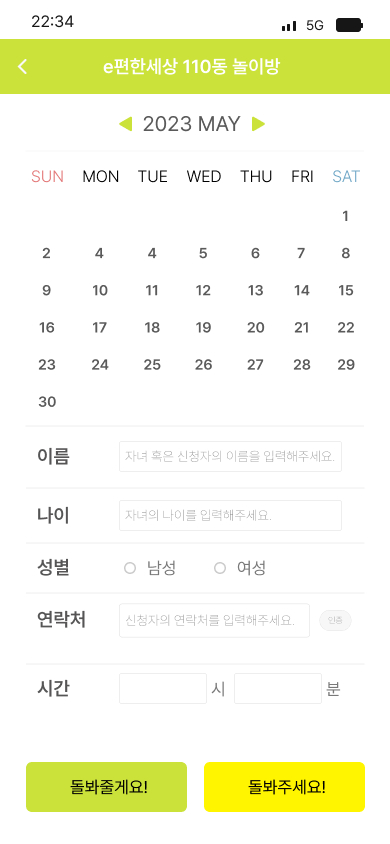 22:34 5G
e편한세상 110동 놀이방
2023 MAY
SUN MON TUE WED THU FRI SAT
1
2 4 4 5 6 7 8
9 10 11 12 13 14 15
16 17 18 19 20 21 22
23 24 25 26 27 28 29
30
이름 자녀 혹은 신청자의 이름을 입력해주세요.
나이 자녀의 나이를 입력해주세요.
성별 남성 여성
연락처 신청자의 연락처를 입력해주세요. 인증
시간 시 분
돌봐줄게요! 돌봐주세요!